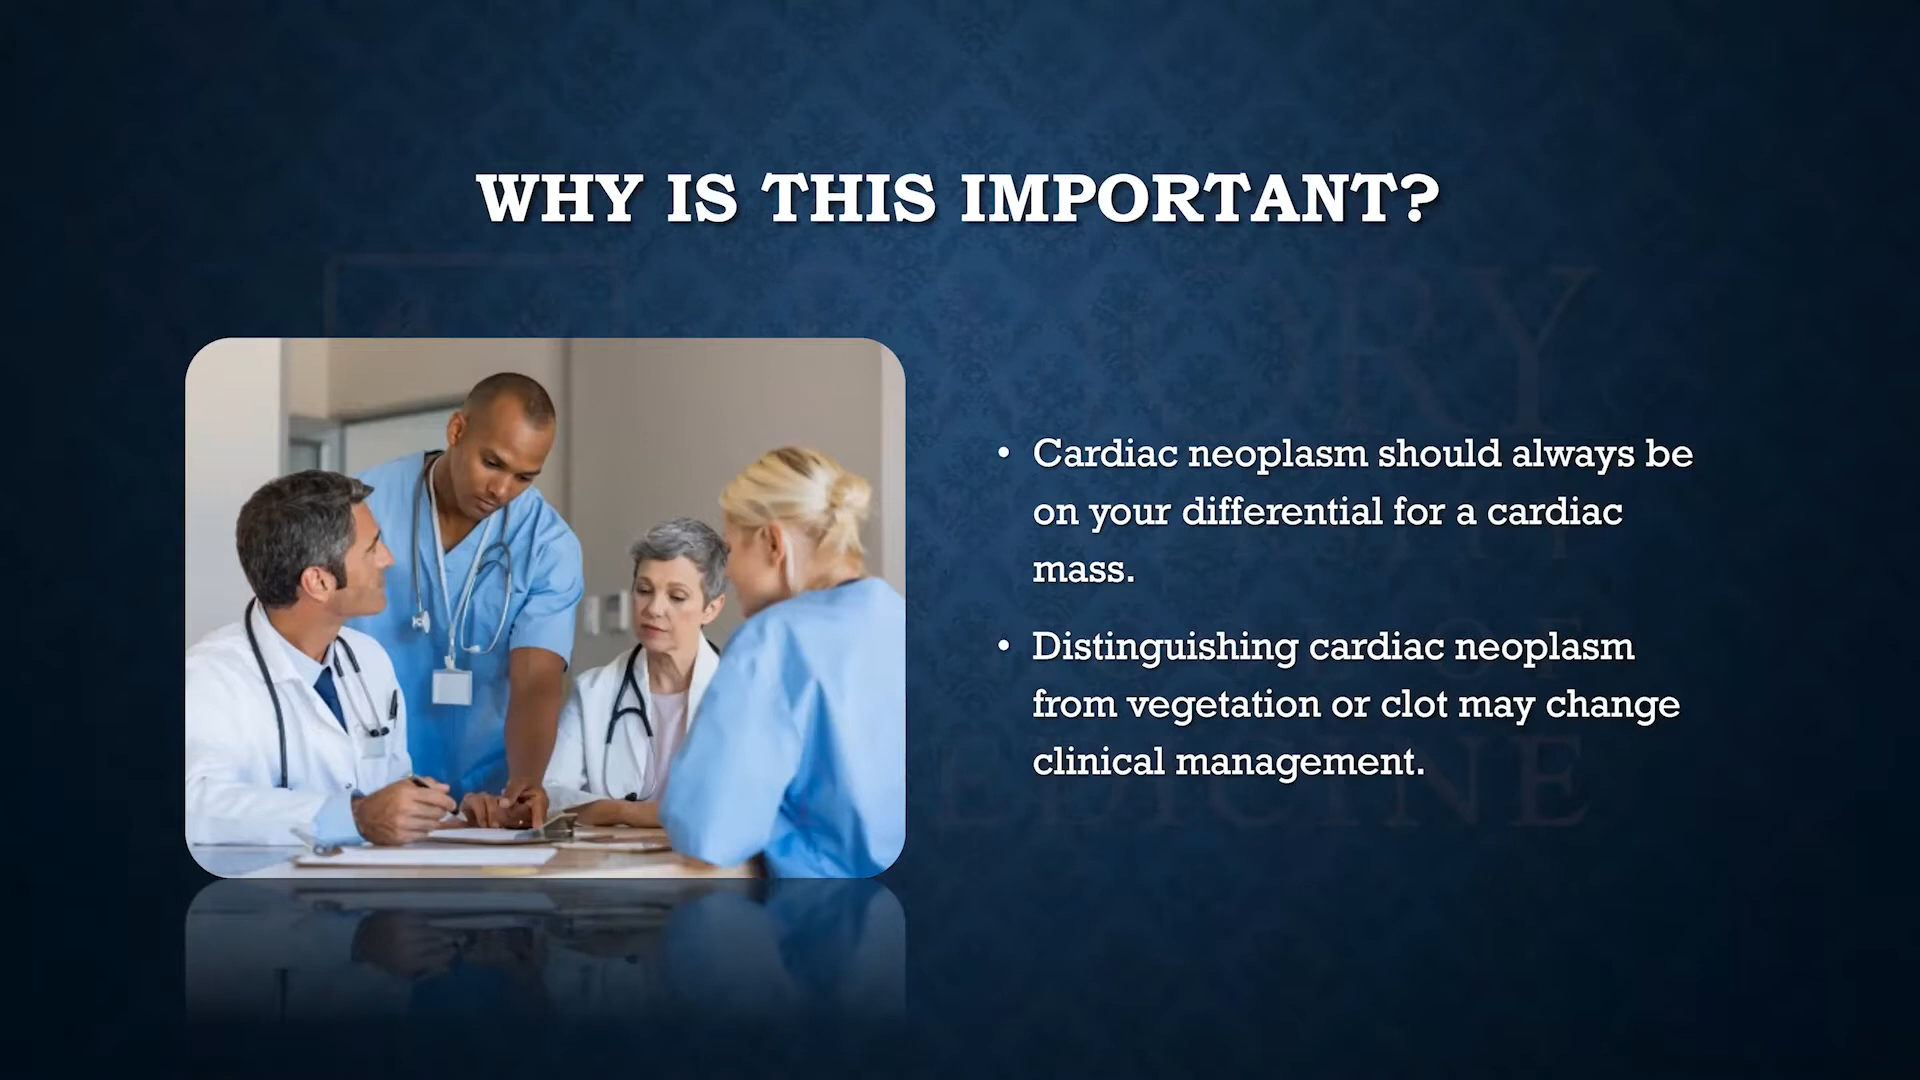 WHY IS THIS IMPORTANT?
• Cardiac neoplasm should always be
on your differential for a cardiac
mass.
• Distinguishing cardiac neoplasm
from vegetation or clot may change
clinical management.